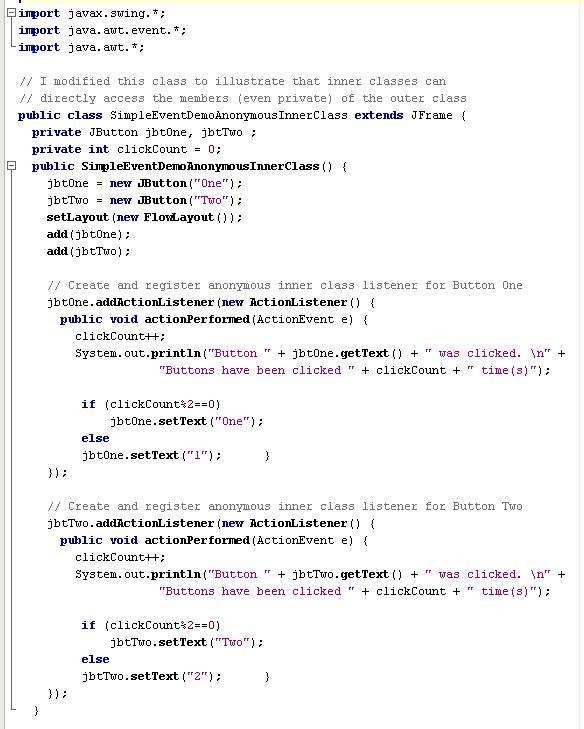 import javax.swing.*;
import java.awt.event.*;
import java.awt.*;

// I modified this class to illustrate that inner classes can
// directly access the members (even private) of the outer class
public class SimpleEventDemoAnonymousInnerClass extends JFrame {
  private JButton jbtOne, jbtTwo ;
  private int clickCount = 0;
  public SimpleEventDemoAnonymousInnerClass() {
    jbtOne = new JButton("One");
    jbtTwo = new JButton("Two");
    setLayout(new FlowLayout());
    add(jbtOne);
    add(jbtTwo);

    // Create and register anonymous inner class listener for Button One
    jbtOne.addActionListener(new ActionListener() {
      public void actionPerformed(ActionEvent e) {
        clickCount++;
        System.out.println("Button " + jbtOne.getText() + " was clicked. \n" +
                    "Buttons have been clicked " + clickCount + " time(s)");

         if (clickCount%2==0)
             jbtOne.setText("One");
         else
         jbtOne.setText("1");      }
    });

    // Create and register anonymous inner class listener for Button Two
    jbtTwo.addActionListener(new ActionListener() {
      public void actionPerformed(ActionEvent e) {
        clickCount++;
        System.out.println("Button " + jbtTwo.getText() + " was clicked. \n" +
                    "Buttons have been clicked " + clickCount + " time(s)");

         if (clickCount%2==0)
             jbtTwo.setText("Two");
         else
         jbtTwo.setText("2");      }
    });
  }